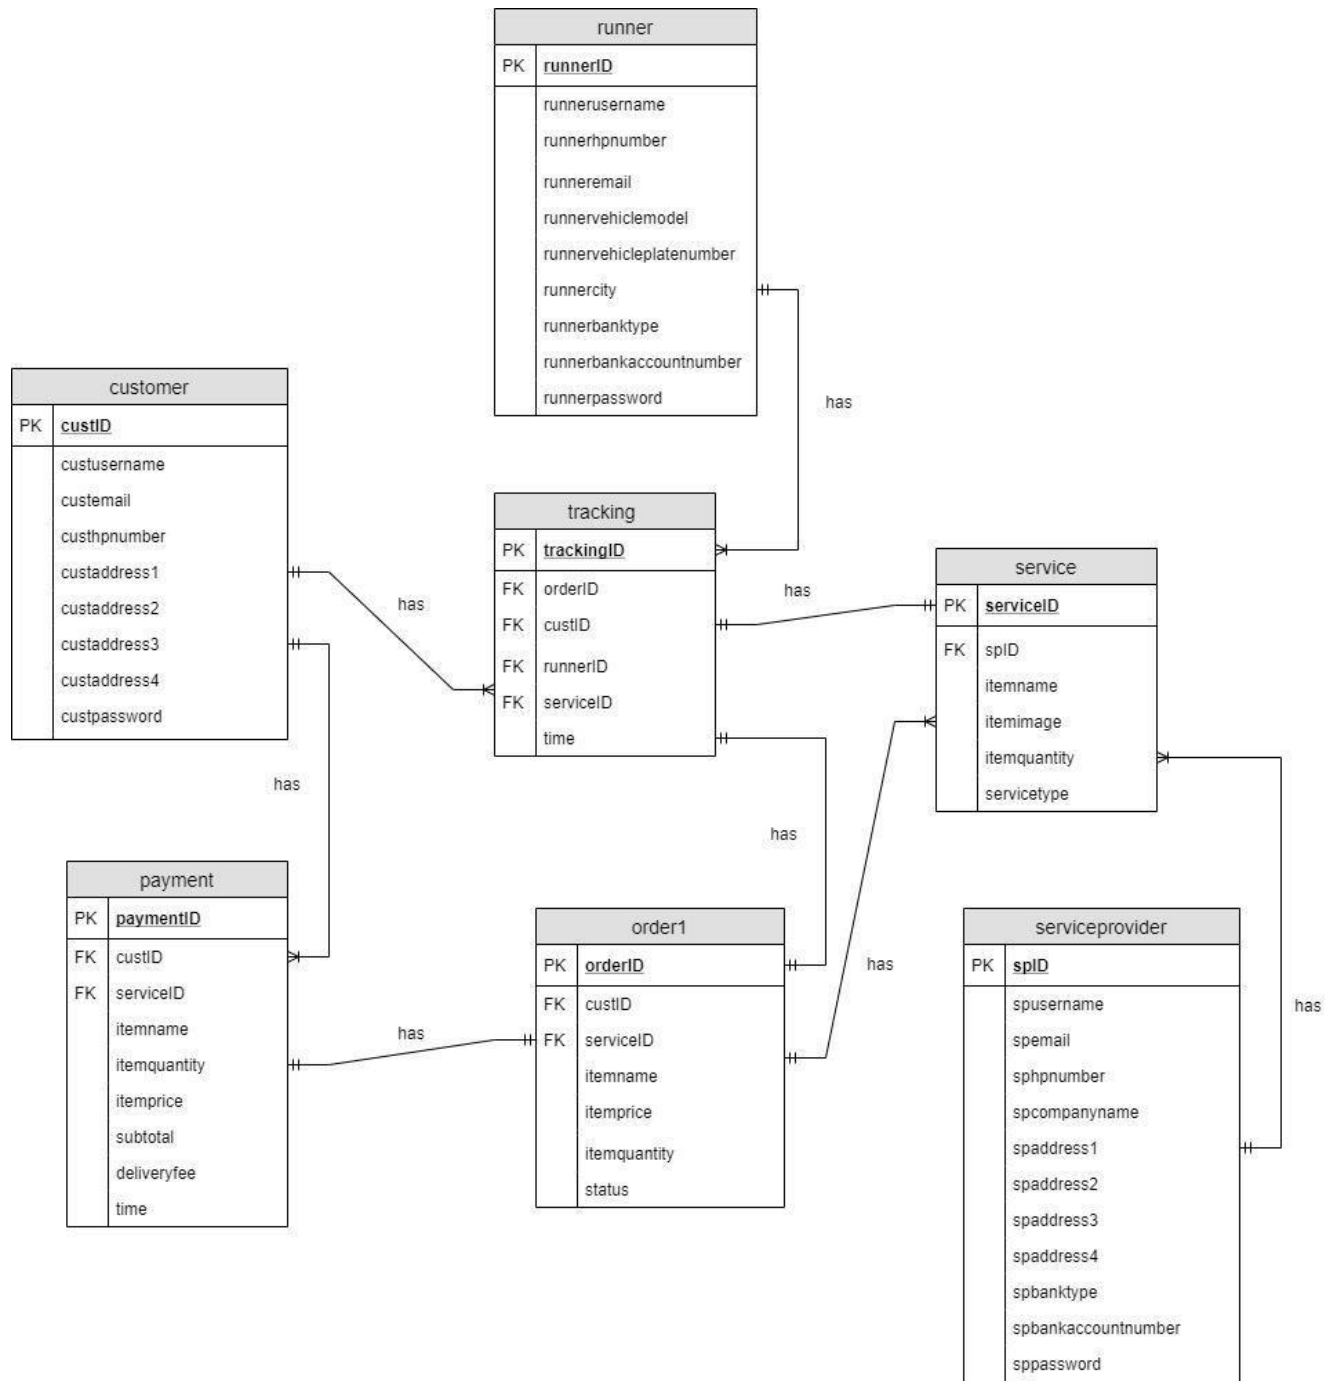 runner
PK runnerID
runnerusername
runnerhpnumber
runneremail
runnervehiclemodel
runnervehicleplatenumber
runnercity
runnerbanktype
runnerbankaccountnumber
runnerpassword
has
customer
PK custID
custusername
custemail
custhpnumber
custaddress1
custaddress2
custaddress3
custaddress4
custpassword
has
has
tracking
PK trackingID
FK orderID
FK custID
FK runnerID
FK serviceID
time
has
has
service
PK serviceID
FK spID
itemname
itemimage
itemquantity
servicetype
has
has
payment
PK paymentID
FK custID
FK serviceID
itemname
itemquantity
itemprice
subtotal
deliveryfee
time
has
order1
PK orderID
FK custID
FK serviceID
itemname
itemprice
itemquantity
status
serviceprovider
PK spID
spusername
spemail
sphpnumber
spcompanyname
spaddress1
spaddress2
spaddress3
spaddress4
spbanktype
spbankaccountnumber
sppassword